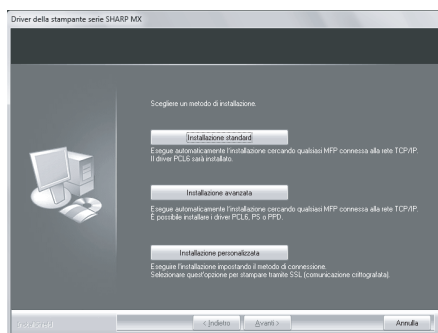 Driver della stampante serie SHARP MX
Scegliere un metodo di installazione.
Installazione standard
Esegue automaticamente l'installazione cercando qualsiasi MFP connessa alla rete TCP/IP.
Il driver PCL6 sarà installato.
Installazione avanzata
Esegue automaticamente l'installazione cercando qualsiasi MFP connessa alla rete TCP/IP.
È possibile installare i driver PCL6, PS o PPD.
Installazione personalizzata
Eseguire l'installazione impostando il metodo di connessione.
Selezionare quest'opzione per stampare tramite SSL (comunicazione crittografata).
InstallShield
< Indietro
Avanti >
Annulla